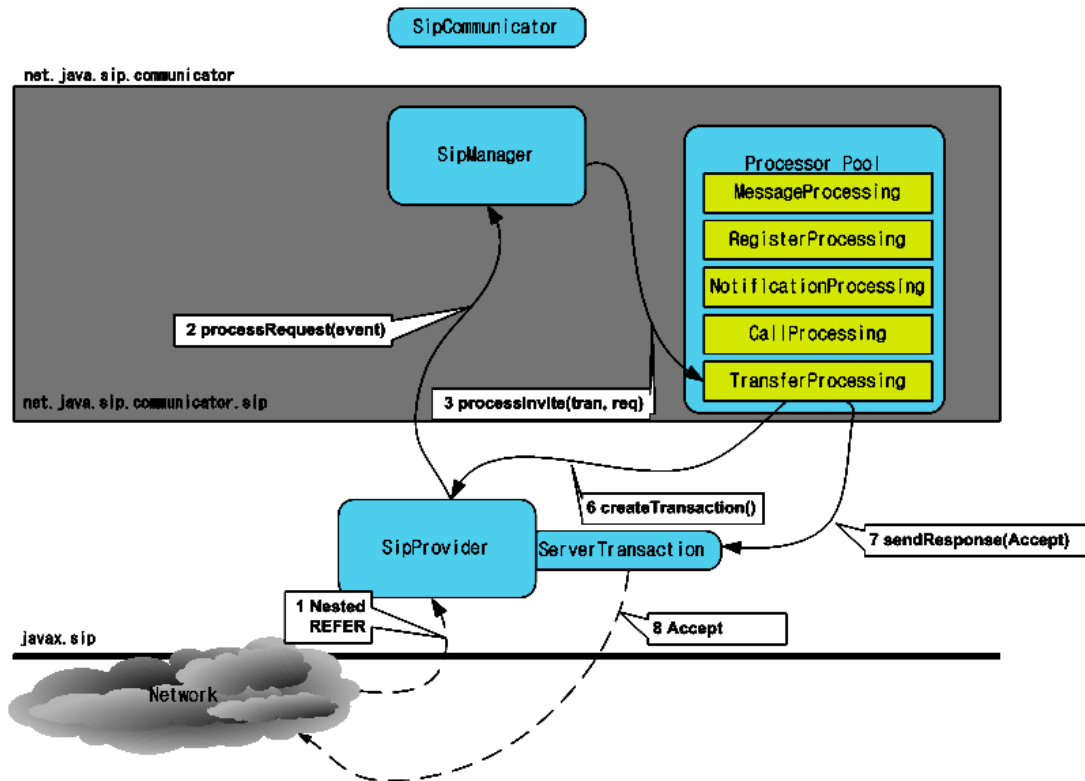 SipCommunicator
net.java.sip.communicator
SipManager
Processor Pool
MessageProcessing
RegisterProcessing
NotificationProcessing
CallProcessing
TransferProcessing
2 processRequest(event)
3 processInvite(tran, req)
net.java.sip.communicator.sip
6 createTransaction()
7 sendResponse(Accept)
SipProvider
ServerTransaction
1 Nested
REFER
8 Accept
javax.sip
Network